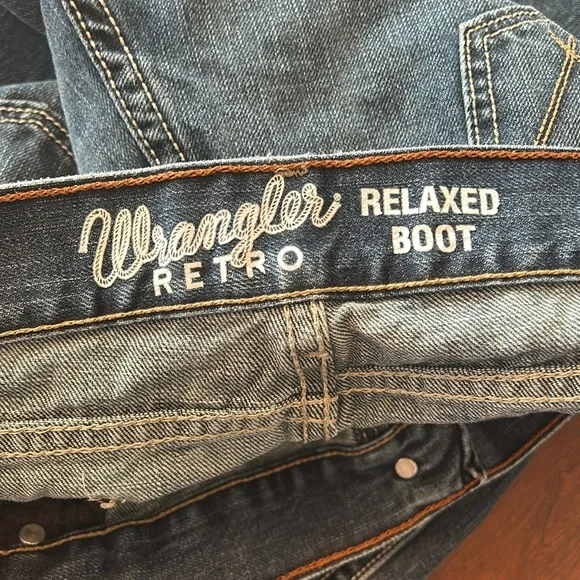 Wrangler
RETRO
RELAXED
BOOT